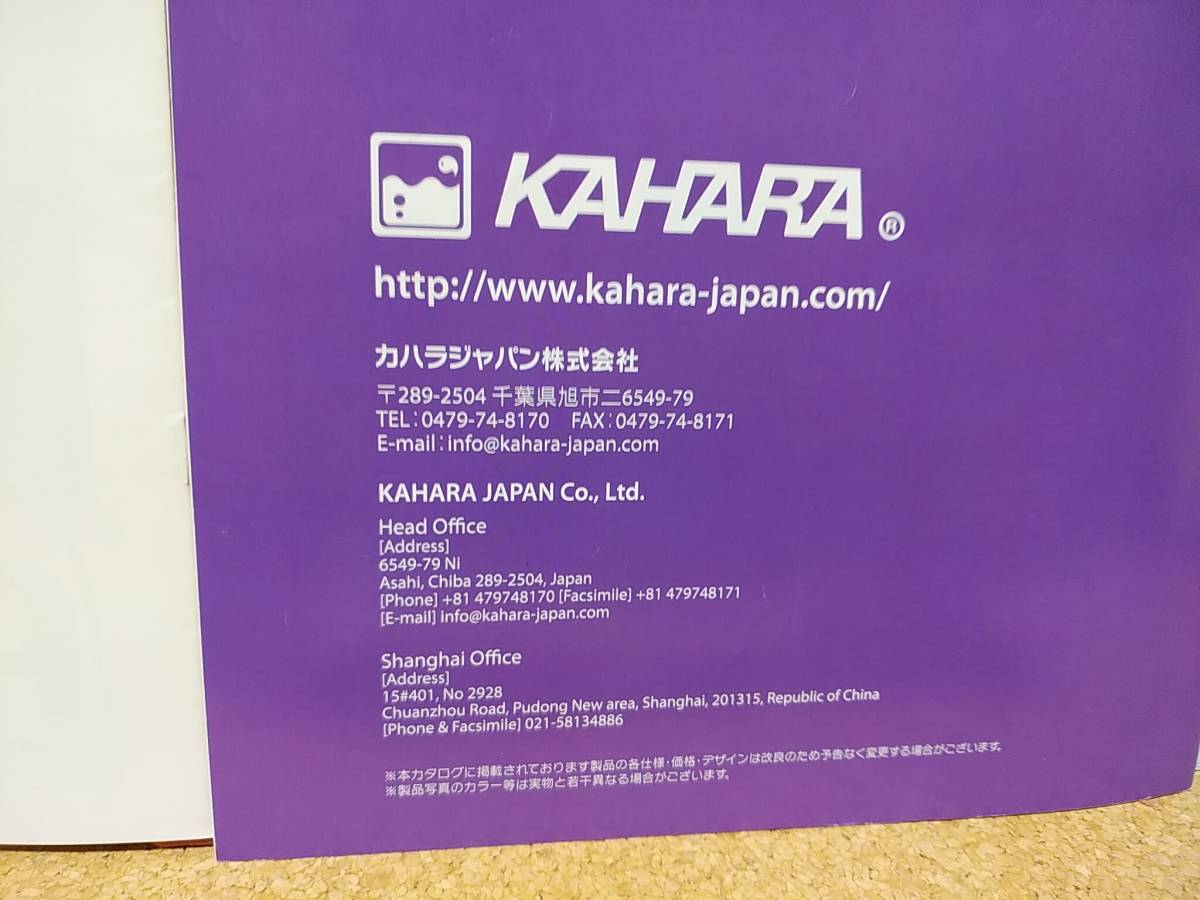 KAHARA®
http://www.kahara-japan.com/
カハラジャパン株式会社
〒289-2504 千葉県旭市二6549-79
TEL:0479-74-8170 FAX:0479-74-8171
E-mail:info@kahara-japan.com
KAHARA JAPAN Co., Ltd.
Head Office
[Address]
6549-79 Ni
Asahi, Chiba 289-2504, Japan
[Phone] +81 479748170 [Facsimile] +81 479748171
[E-mail] info@kahara-japan.com
Shanghai Office
[Address]
15#401, No 2928
Chuanzhou Road, Pudong New area, Shanghai, 201315, Republic of China
[Phone & Facsimile] 021-58134886
※本カタログに掲載されております製品の各仕様・価格・デザインは改良のため予告なく変更する場合がございます。
※製品写真のカラー等は実物と若干異なる場合がございます。